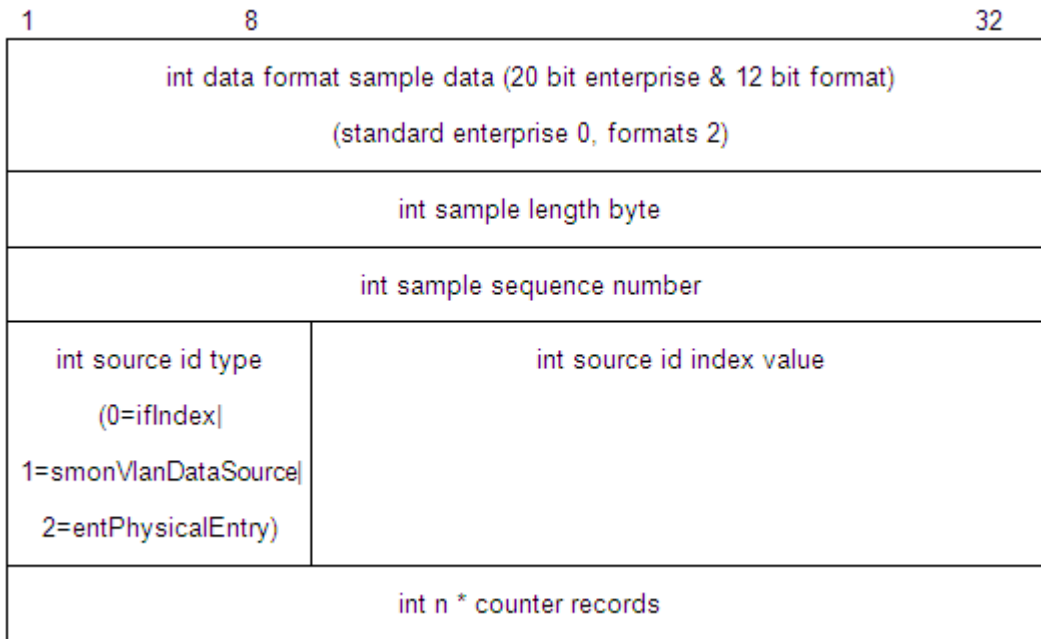 1 8 32
int data format sample data (20 bit enterprise & 12 bit format)
(standard enterprise 0, formats 2)
int sample length byte
int sample sequence number
int source id type
(0=ifIndex|
1=smonVlanDataSource|
2=entPhysicalEntry)
int source id index value
int n * counter records